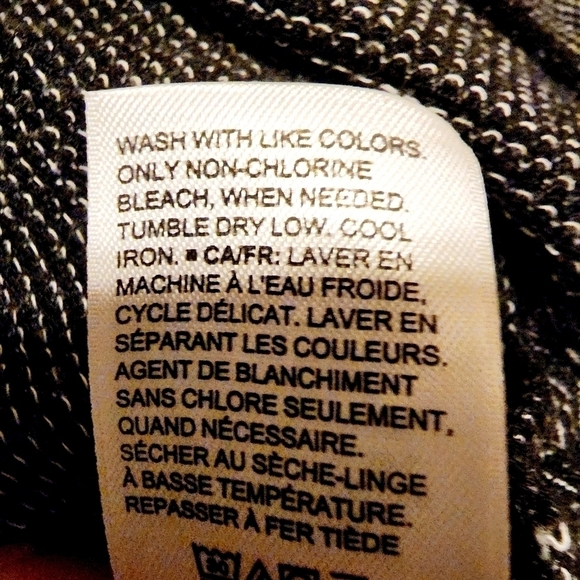 WASH WITH LIKE COLORS.
ONLY NON-CHLORINE
BLEACH, WHEN NEEDED.
TUMBLE DRY LOW. COOL
IRON. ■ CA/FR: LAVER EN
MACHINE À L'EAU FROIDE,
CYCLE DÉLICAT. LAVER EN
SÉPARANT LES COULEURS.
AGENT DE BLANCHIMENT
SANS CHLORE SEULEMENT,
QUAND NÉCESSAIRE.
SÉCHER AU SÈCHE-LINGE
À BASSE TEMPÉRATURE.
REPASSER À FER TIÈDE